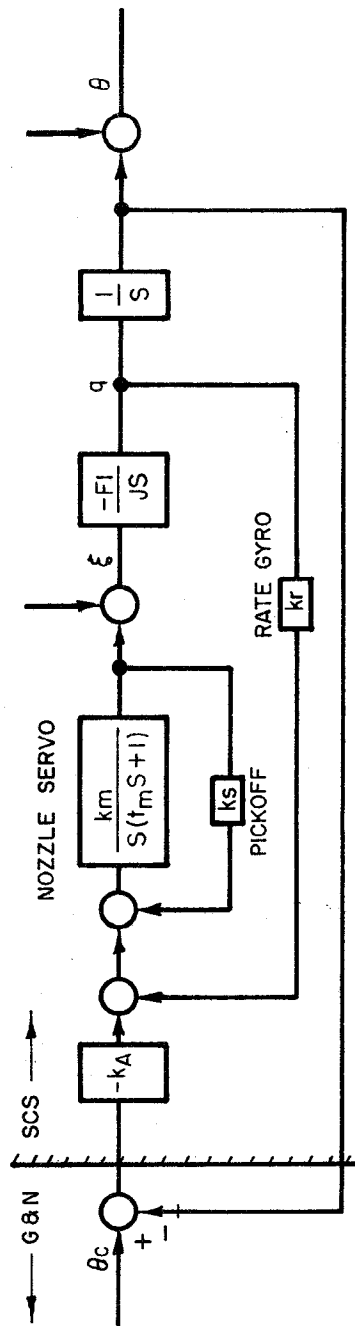 G&N
SCS
θc
+
-
-kA
NOZZLE SERVO
km
S(tmS+1)
ks
PICKOFF
ξ
-Fl
JS
q
RATE GYRO
kr
1
S
θ